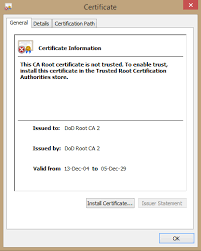 Certificate
General
Details
Certification Path
Certificate Information
This CA Root certificate is not trusted. To enable trust,
install this certificate in the Trusted Root Certification
Authorities store.
Issued to: DoD Root CA 2
Issued by: DoD Root CA 2
Valid from 13-Dec-04 to 05-Dec-29
Install Certificate...
Issuer Statement
OK